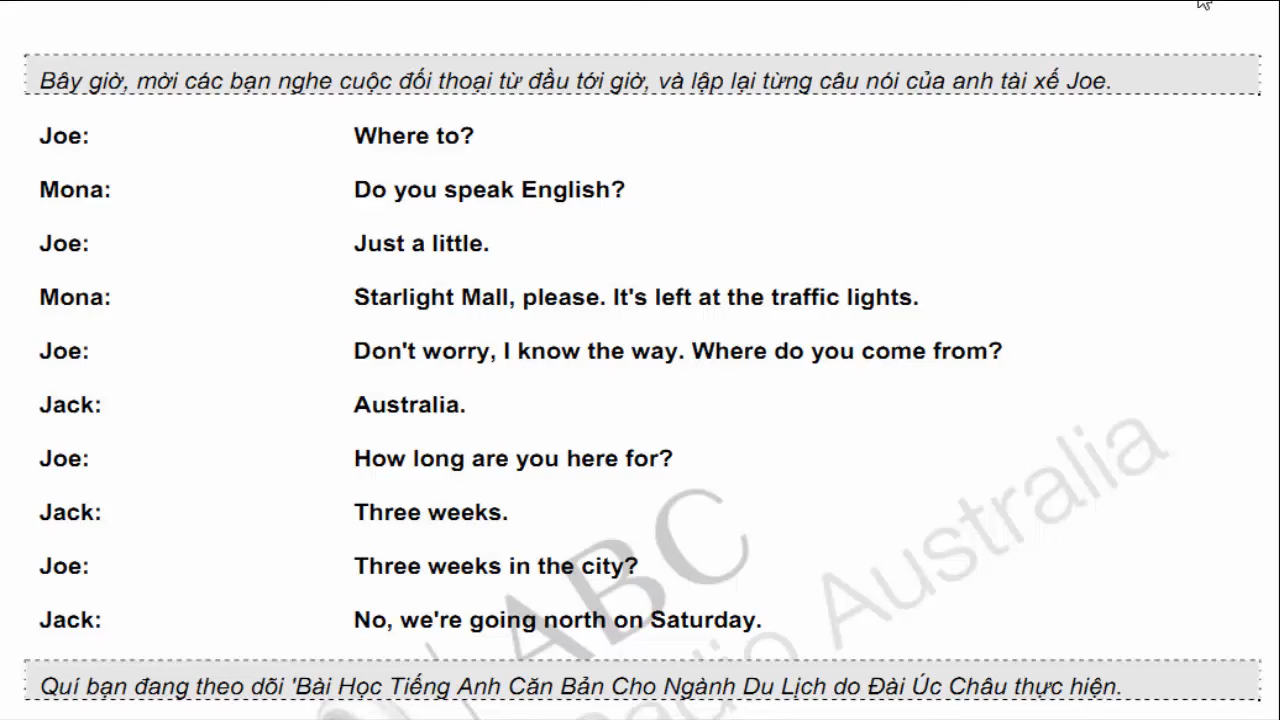 Bây giờ, mời các bạn nghe cuộc đối thoại từ đầu tới giờ, và lập lại từng câu nói của anh tài xế Joe.
Joe: Where to?
Mona: Do you speak English?
Joe: Just a little.
Mona: Starlight Mall, please. It's left at the traffic lights.
Joe: Don't worry, I know the way. Where do you come from?
Jack: Australia.
Joe: How long are you here for?
Jack: Three weeks.
Joe: Three weeks in the city?
Jack: No, we're going north on Saturday.
Quí bạn đang theo dõi 'Bài Học Tiếng Anh Căn Bản Cho Ngành Du Lịch do Đài Úc Châu thực hiện.
ABC
Radio Australia